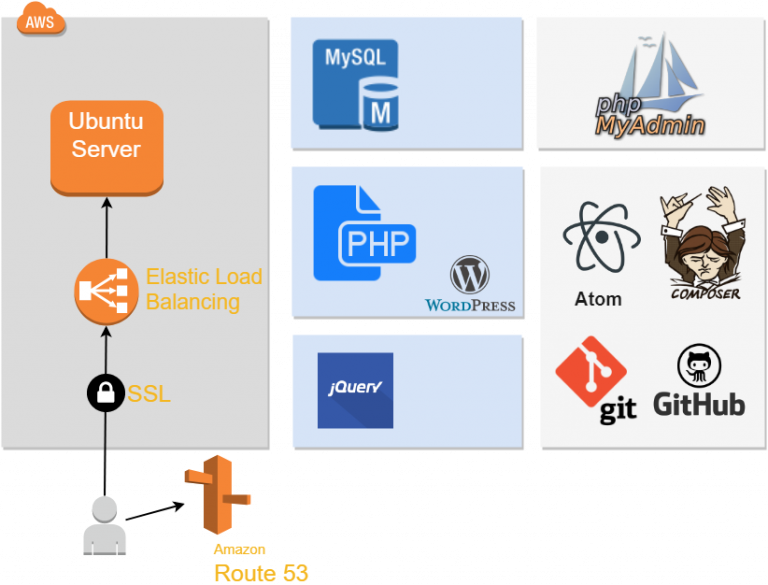 AWS
Ubuntu
Server
Elastic Load
Balancing
SSL
Amazon
Route 53
MySQL
M
PHP
W
WORDPRESS
jQuery
php
MyAdmin
Atom
COMPOSER
git
GitHub